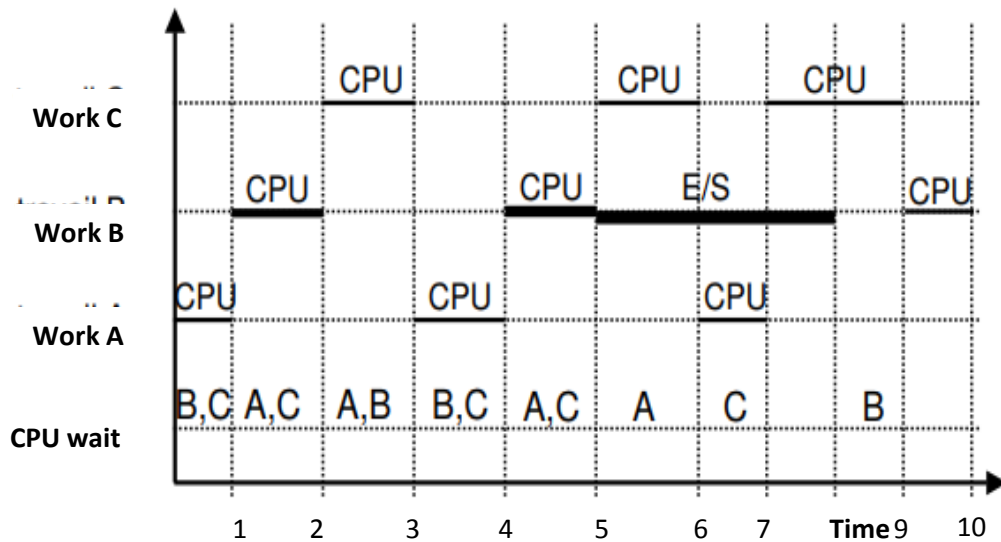 CPU CPU CPU
Work C
CPU CPU E/S CPU
Work B
CPU CPU CPU
Work A
B,C A,C A,B B,C A,C A C B
CPU wait
1 2 3 4 5 6 7 Time 9 10